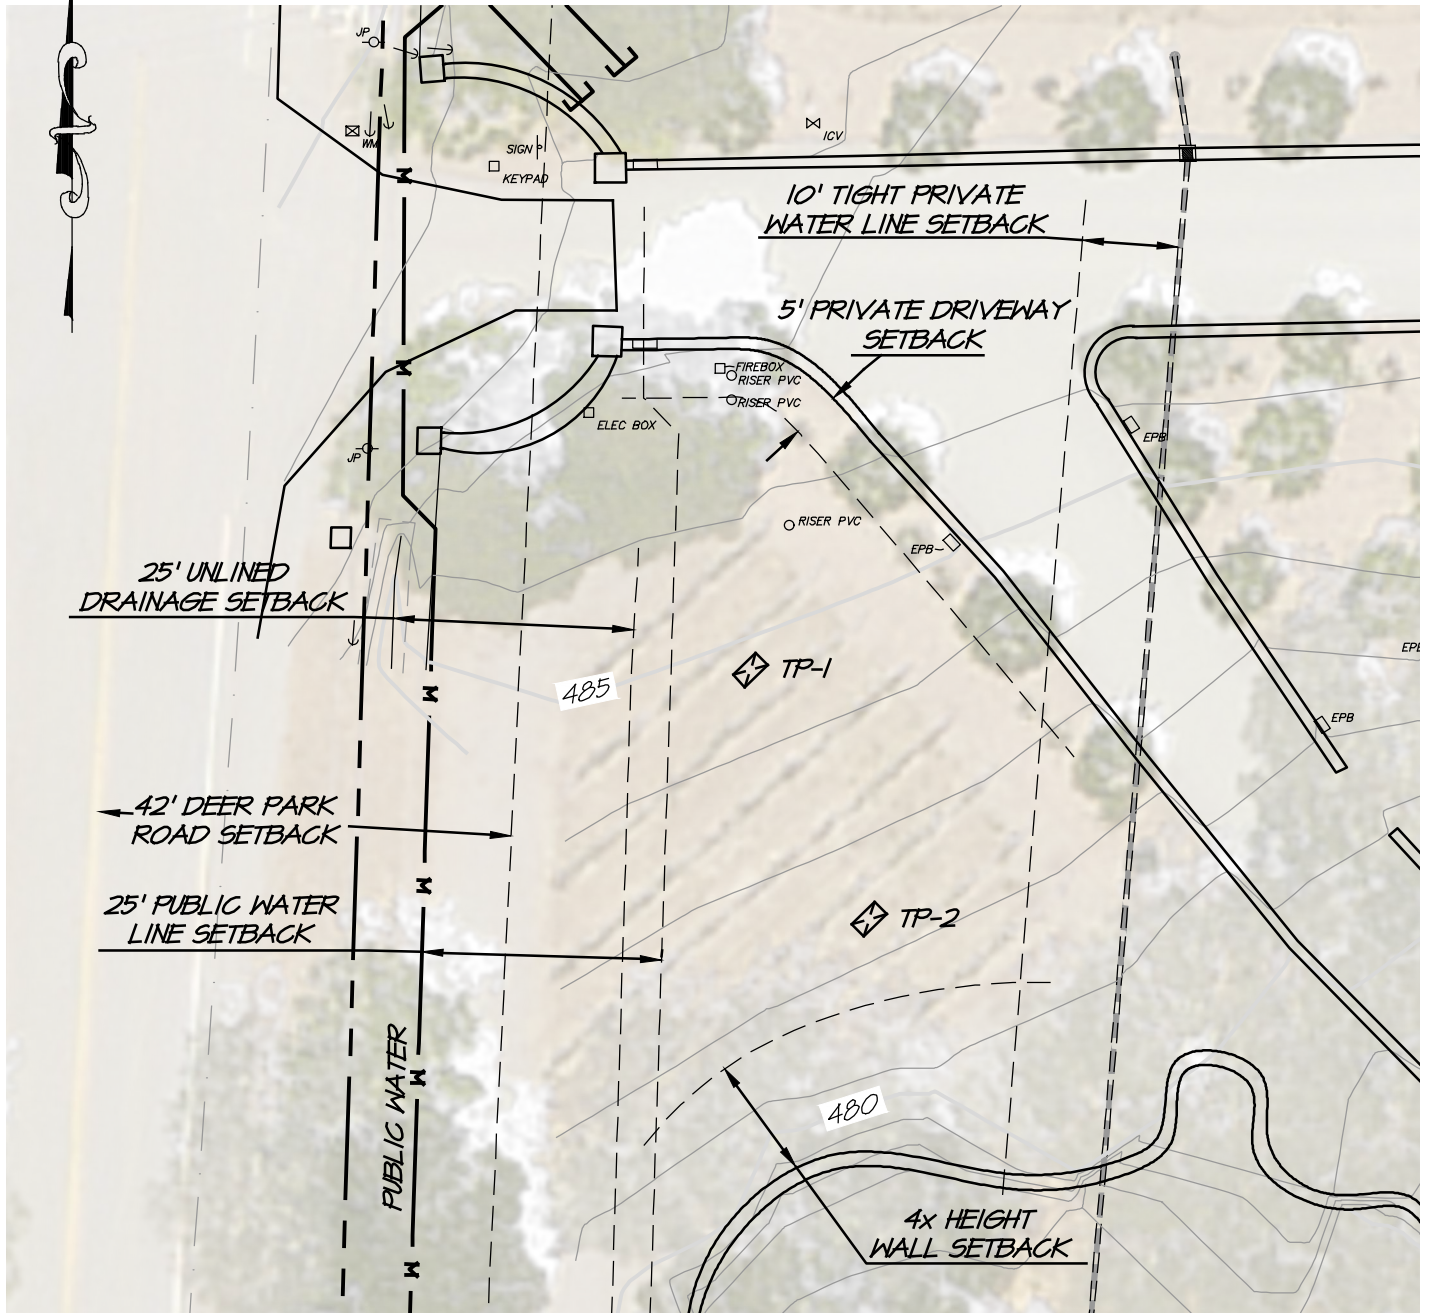 JP
WM
SIGN
KEYPAD
ICV
M
10' TIGHT PRIVATE
WATER LINE SETBACK
5' PRIVATE DRIVEWAY
SETBACK
M
FIREBOX
RISER PVC
RISER PVC
ELEC BOX
EPB
JP
RISER PVC
EPB
25' UNLINED
DRAINAGE SETBACK
EPB
TP-1
485
M
EPB
42' DEER PARK
ROAD SETBACK
M
25' PUBLIC WATER
LINE SETBACK
TP-2
PUBLIC WATER
M
480
4x HEIGHT
WALL SETBACK
M